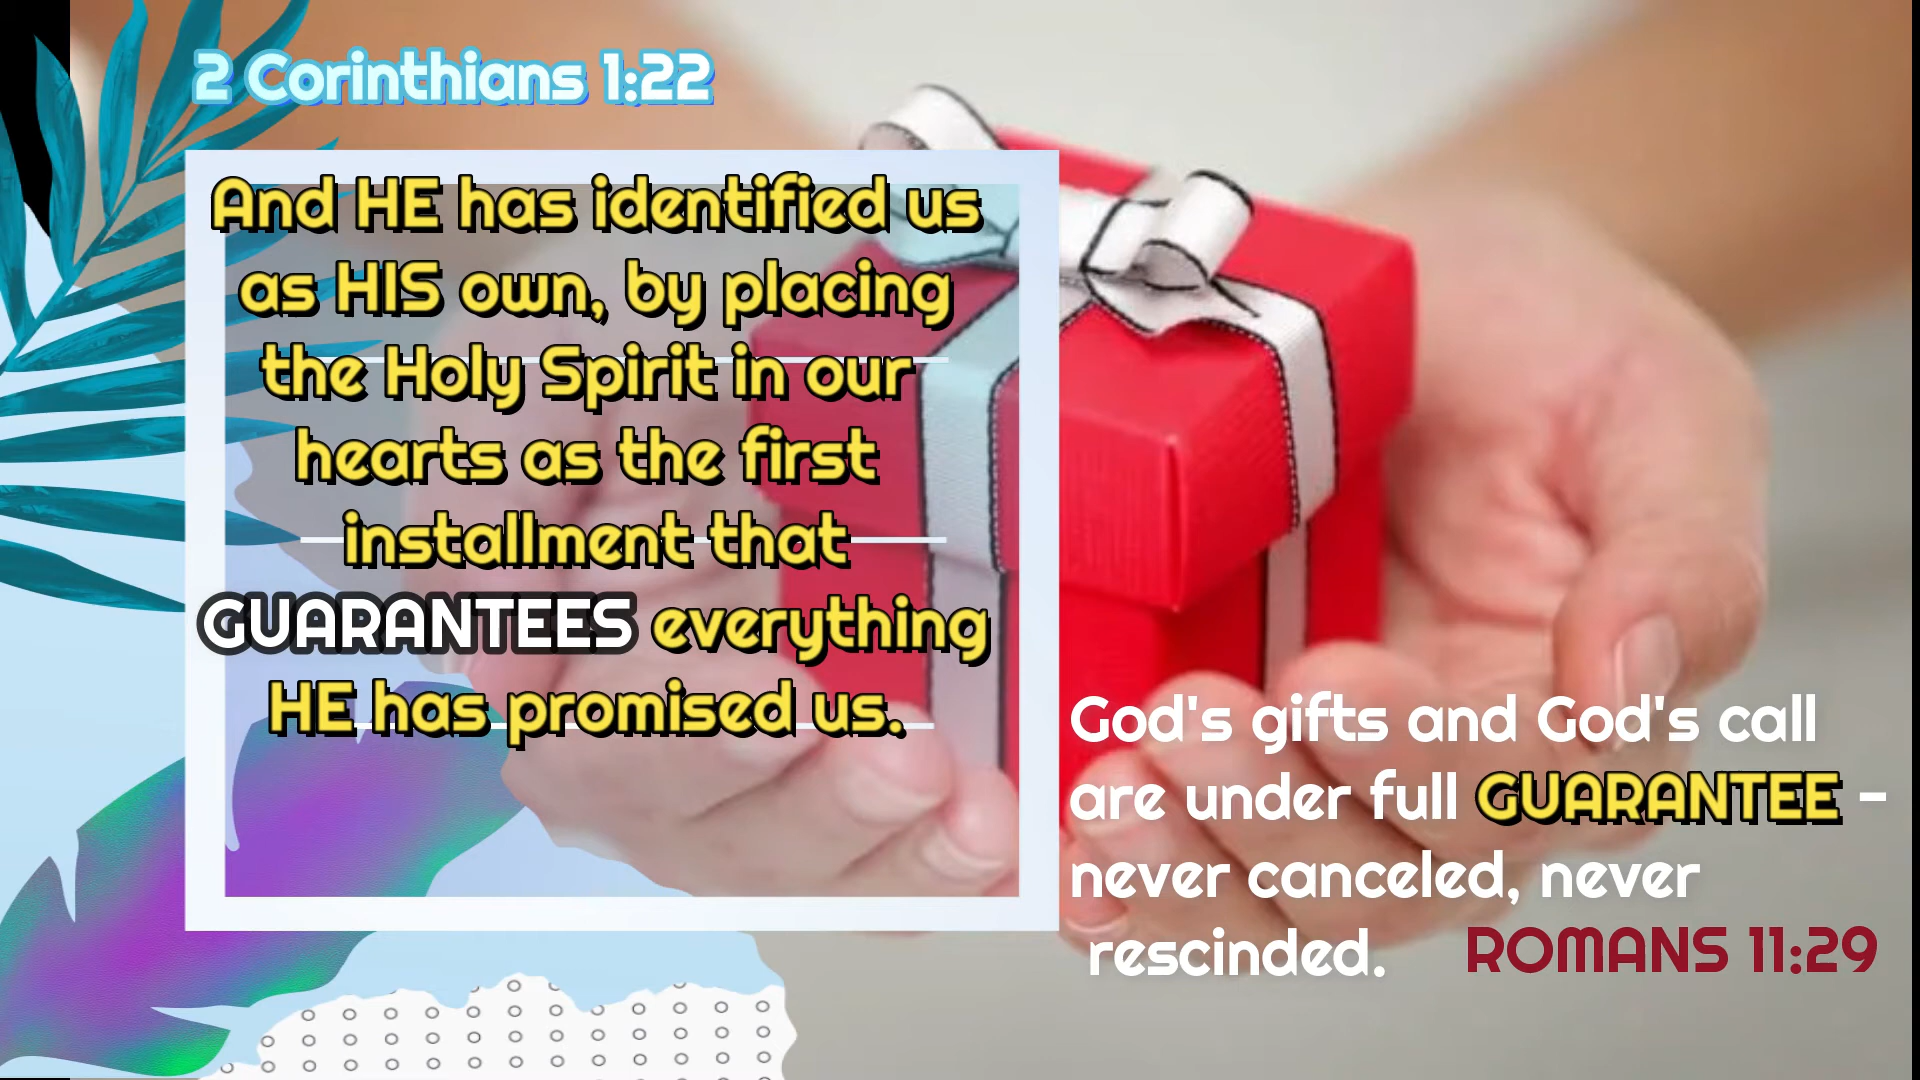 2 Corinthians 1:22
And HE has identified us
as HIS own, by placing
the Holy Spirit in our
hearts as the first
installment that
GUARANTEES everything
HE has promised us.
God's gifts and God's call
are under full GUARANTEE -
never canceled, never
rescinded. ROMANS 11:29